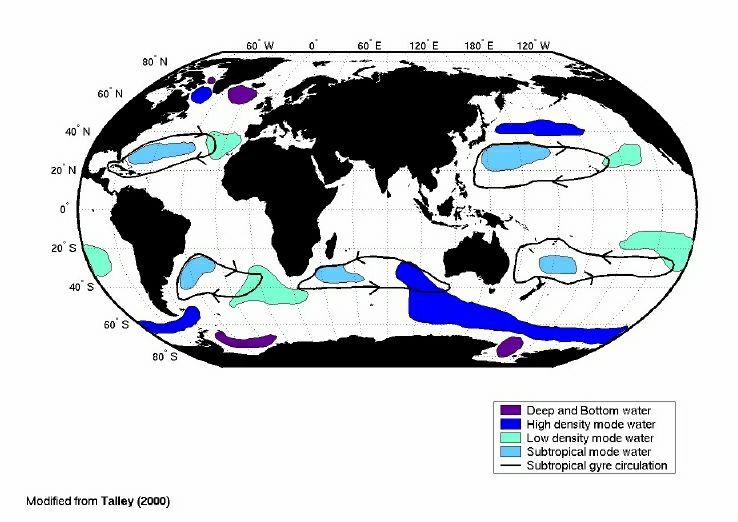 60° W 0° 60° E 120° E 180° E 120° W
80° N
60° N
40° N
20° N
0°
20° S
40° S
60° S
80° S
Deep and Bottom water
High density mode water
Low density mode water
Subtropical mode water
Subtropical gyre circulation
Modified from Talley (2000)